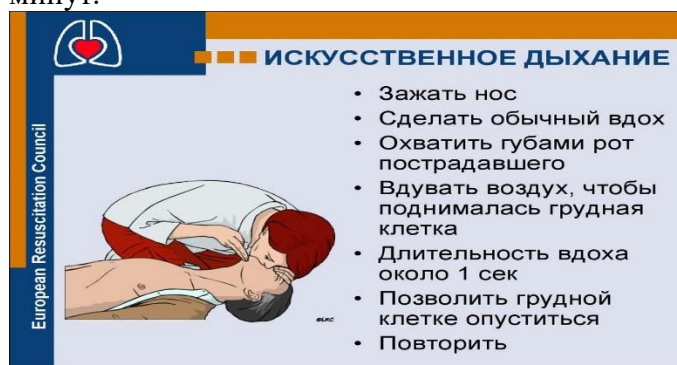 минут.
ИСКУССТВЕННОЕ ДЫХАНИЕ
European Resuscitation Council
• Зажать нос
• Сделать обычный вдох
• Охватить губами рот
пострадавшего
• Вдувать воздух, чтобы
поднималась грудная
клетка
• Длительность вдоха
около 1 сек
• Позволить грудной
клетке опуститься
• Повторить